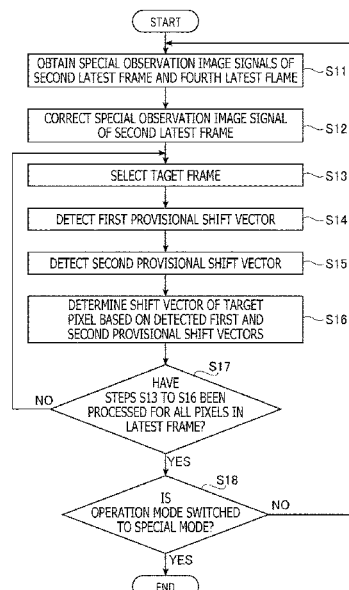 START
OBTAIN SPECIAL OBSERVATION IMAGE SIGNALS OF
SECOND LATEST FRAME AND FOURTH LATEST FLAME
S11
CORRECT SPECIAL OBSERVATION IMAGE SIGNAL
OF SECOND LATEST FRAME
S12
SELECT TAGET FRAME
S13
DETECT FIRST PROVISIONAL SHIFT VECTOR
S14
DETECT SECOND PROVISIONAL SHIFT VECTOR
S15
DETERMINE SHIFT VECTOR OF TARGET
PIXEL BASED ON DETECTED FIRST AND
SECOND PROVISIONAL SHIFT VECTORS
S16
S17
HAVE
STEPS S13 TO S16 BEEN
PROCESSED FOR ALL PIXELS IN
LATEST FRAME?
NO
YES
S18
IS
OPERATION MODE SWITCHED
TO SPECIAL MODE?
NO
YES
END